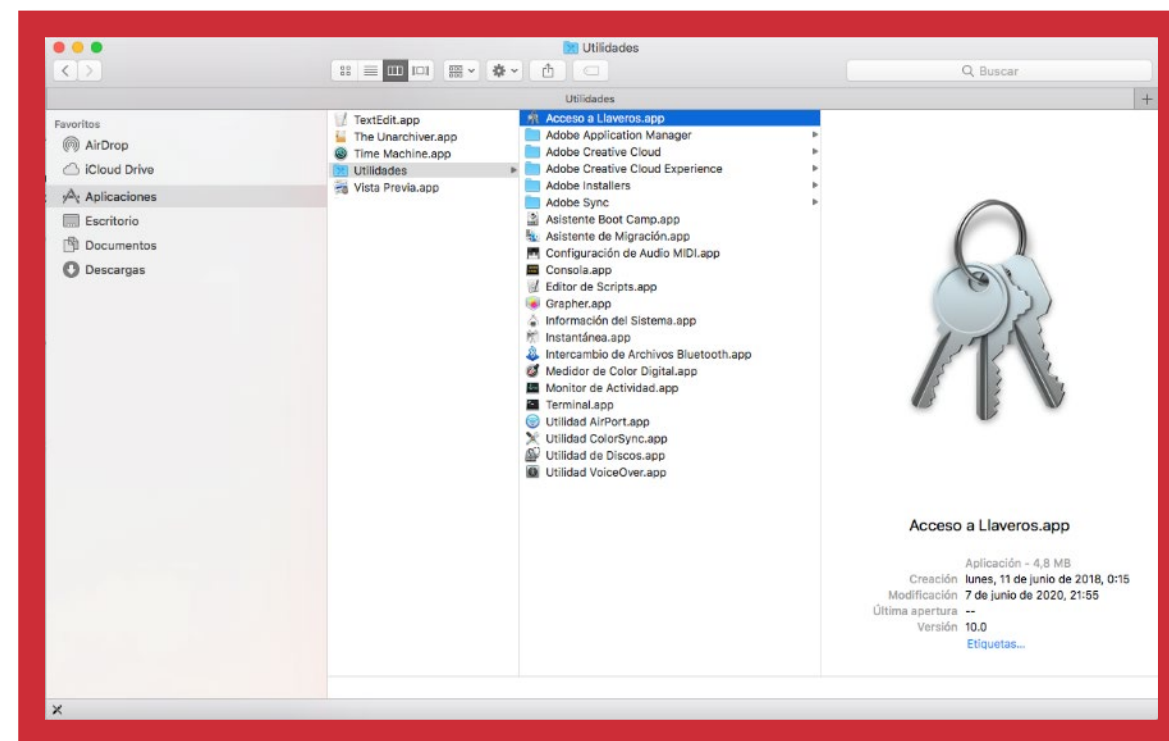 Utilidades
Buscar
Utilidades
Favoritos
AirDrop
iCloud Drive
Aplicaciones
Escritorio
Documentos
Descargas
TextEdit.app
The Unarchiver.app
Time Machine.app
Utilidades
Vista Previa.app
Acceso a Llaveros.app
Adobe Application Manager
Adobe Creative Cloud
Adobe Creative Cloud Experience
Adobe Installers
Adobe Sync
Asistente Boot Camp.app
Asistente de Migración.app
Configuración de Audio MIDI.app
Consola.app
Editor de Scripts.app
Grapher.app
Información del Sistema.app
Instantánea.app
Intercambio de Archivos Bluetooth.app
Medidor de Color Digital.app
Monitor de Actividad.app
Terminal.app
Utilidad AirPort.app
Utilidad ColorSync.app
Utilidad de Discos.app
Utilidad VoiceOver.app
Acceso a Llaveros.app
Aplicación - 4,8 MB
Creación lunes, 11 de junio de 2018, 0:15
Modificación 7 de junio de 2020, 21:55
Última apertura --
Versión 10.0
Etiquetas...